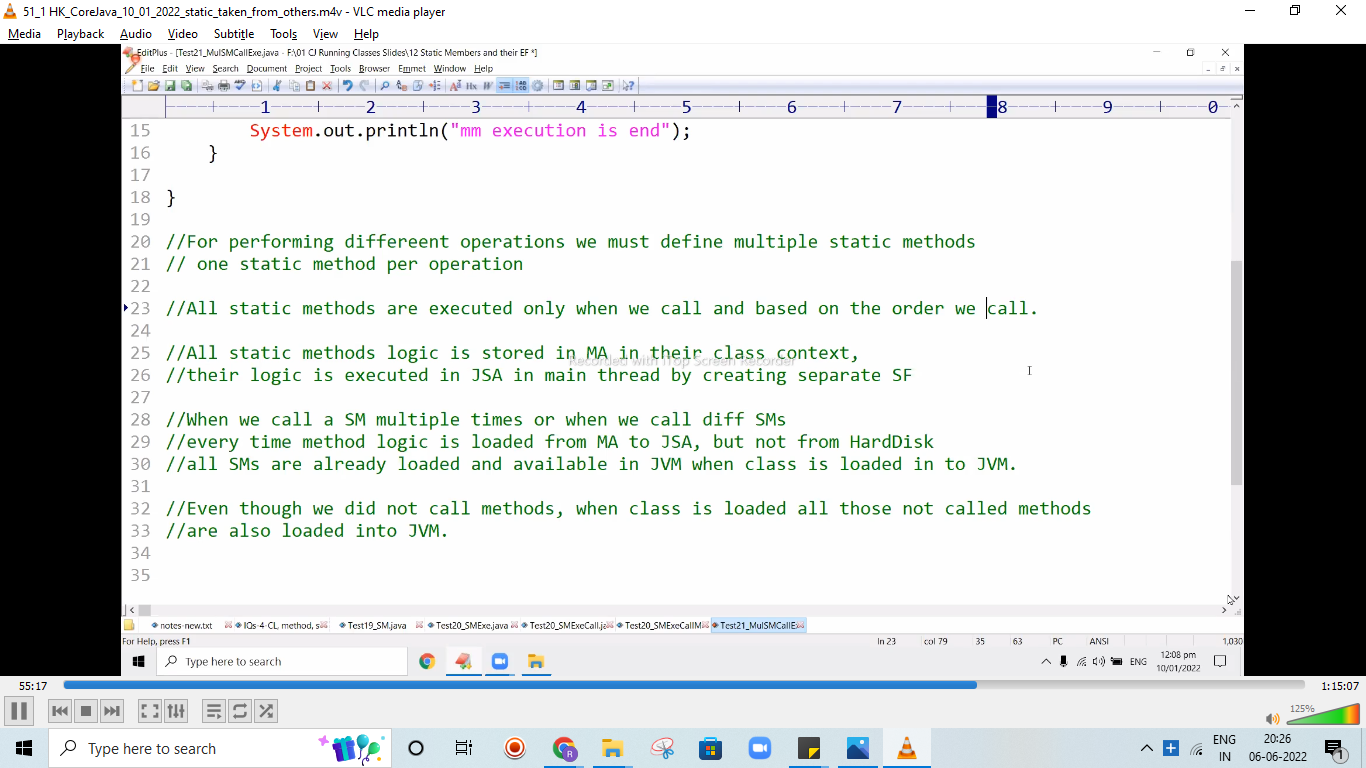 51_1 HK_CoreJava_10_01_2022_static_taken_from_others.m4v - VLC media player
Media Playback Audio Video Subtitle Tools View Help
EditPlus - [Test21_MulSMCallExe.java - F:\01 CJ Running Classes Slides\12 Static Members and their EF *]
File Edit View Search Document Project Tools Browser Emmet Window Help
1 2 3 4 5 6 7 8 9 0
15 System.out.println("mm execution is end");
16 }
17
18 }
19
20 //For performing differeent operations we must define multiple static methods
21 // one static method per operation
22
23 //All static methods are executed only when we call and based on the order we call.
24
25 //All static methods logic is stored in MA in their class context,
Recorded with iTop Screen Recorder
26 //their logic is executed in JSA in main thread by creating separate SF
27
28 //When we call a SM multiple times or when we call diff SMs
29 //every time method logic is loaded from MA to JSA, but not from HardDisk
30 //all SMs are already loaded and available in JVM when class is loaded in to JVM.
31
32 //Even though we did not call methods, when class is loaded all those not called methods
33 //are also loaded into JVM.
34
35
notes-new.txt IQs-4-CL, method, s Test19_SM.java Test20_SMExe.java Test20_SMExeCall.ja Test20_SMExeCallM Test21_MulSMCallE
For Help, press F1 ln 23 col 79 35 63 PC ANSI 1,030
Type here to search ENG 12:08 pm 10/01/2022
55:17 1:15:07
125%
Type here to search ENG IN 20:26 06-06-2022 1